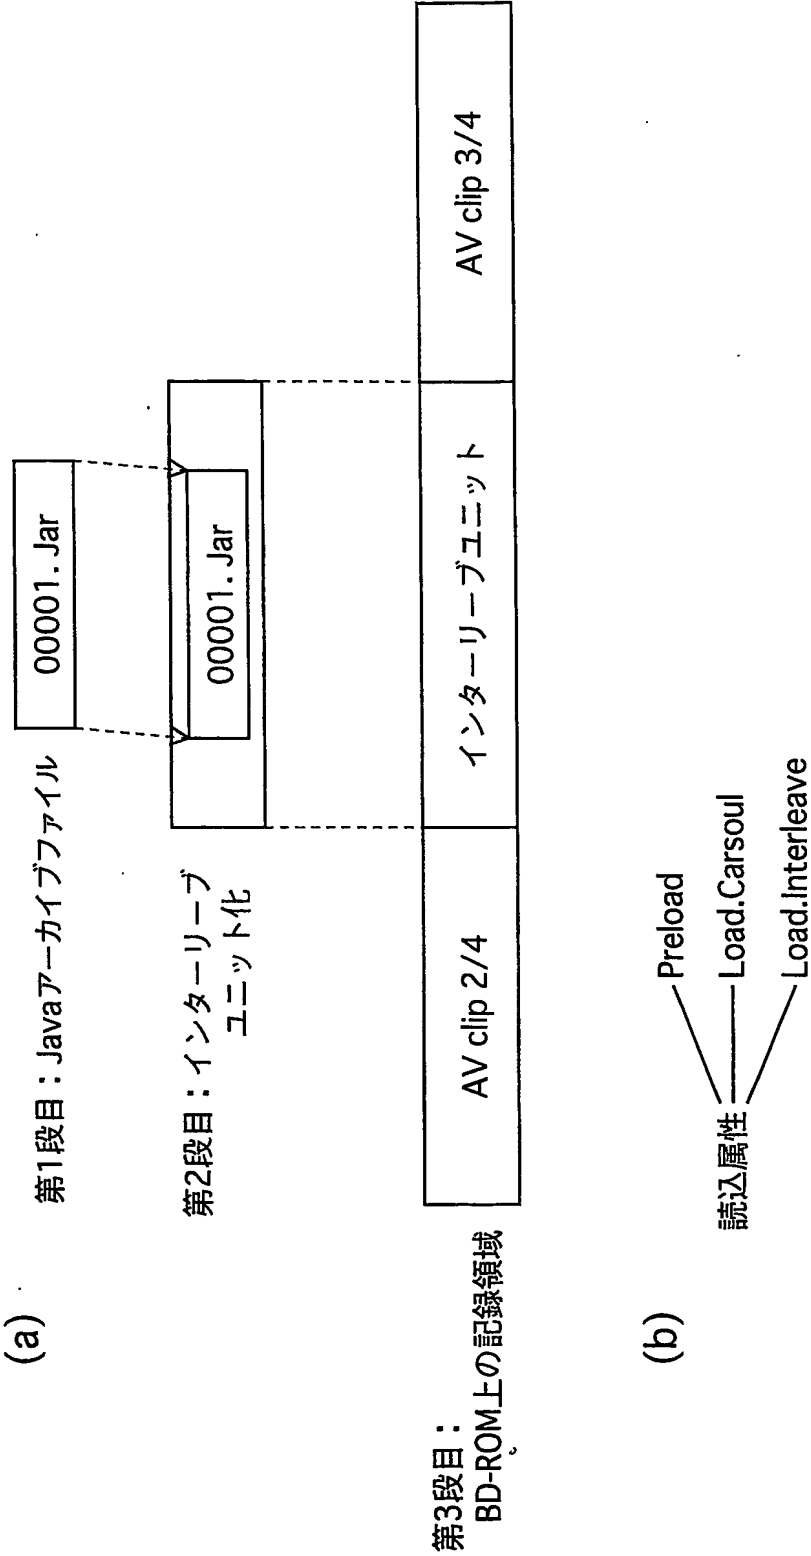 (a)
第1段目：Javaアーカイブファイル
00001.Jar
第2段目：インターリーブ
ユニット化
00001.Jar
第3段目：
BD-ROM上の記録領域
AV clip 2/4
インターリーブユニット
AV clip 3/4
(b)
読込属性
Preload
Load.Carsoul
Load.Interleave